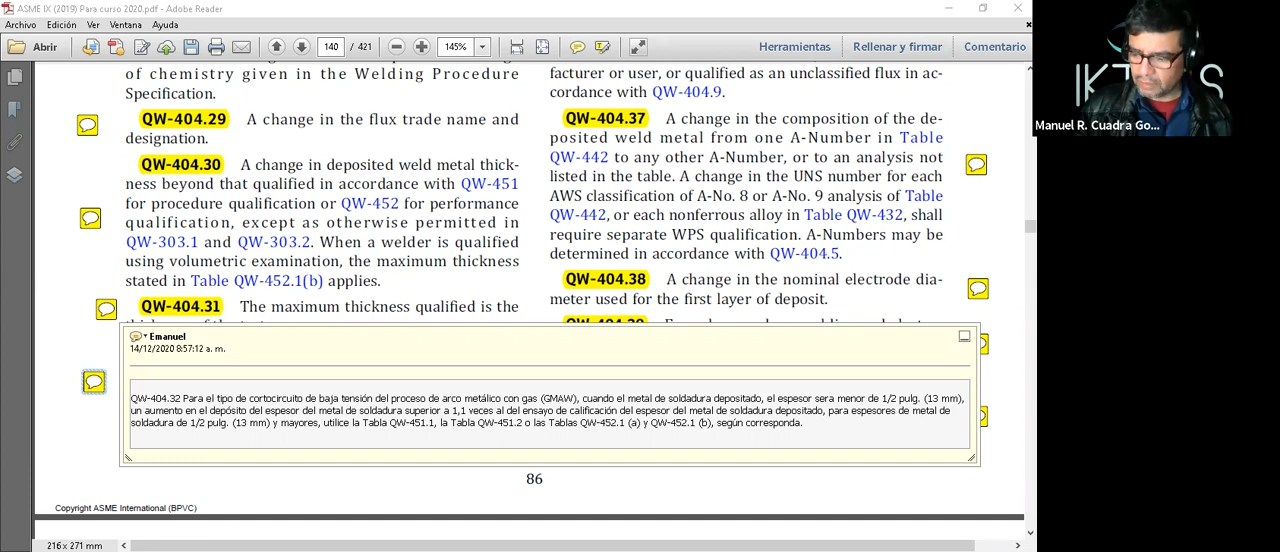 ASME IX (2019) Para curso 2020.pdf - Adobe Reader
Archivo Edición Ver Ventana Ayuda
Abrir 140 / 421 145% Herramientas Rellenar y firmar Comentario
of chemistry given in the Welding Procedure
Specification.
QW-404.29 A change in the flux trade name and
designation.
QW-404.30 A change in deposited weld metal thick-
ness beyond that qualified in accordance with QW-451
for procedure qualification or QW-452 for performance
qualification, except as otherwise permitted in
QW-303.1 and QW-303.2. When a welder is qualified
using volumetric examination, the maximum thickness
stated in Table QW-452.1(b) applies.
QW-404.31 The maximum thickness qualified is the
facturer or user, or qualified as an unclassified flux in ac-
cordance with QW-404.9.
QW-404.37 A change in the composition of the de-
posited weld metal from one A-Number in Table
QW-442 to any other A-Number, or to an analysis not
listed in the table. A change in the UNS number for each
AWS classification of A-No. 8 or A-No. 9 analysis of Table
QW-442, or each nonferrous alloy in Table QW-432, shall
require separate WPS qualification. A-Numbers may be
determined in accordance with QW-404.5.
QW-404.38 A change in the nominal electrode dia-
meter used for the first layer of deposit.
Emanuel
14/12/2020 8:57:12 a. m.
QW-404.32 Para el tipo de cortocircuito de baja tensión del proceso de arco metálico con gas (GMAW), cuando el metal de soldadura depositado, el espesor sera menor de 1/2 pulg. (13 mm),
un aumento en el depósito del espesor del metal de soldadura superior a 1,1 veces al del ensayo de calificación del espesor del metal de soldadura depositado, para espesores de metal de
soldadura de 1/2 pulg. (13 mm) y mayores, utilice la Tabla QW-451.1, la Tabla QW-451.2 o las Tablas QW-452.1 (a) y QW-452.1 (b), según corresponda.
86
Copyright ASME International (BPVC)
216 x 271 mm
Manuel R. Cuadra Go...